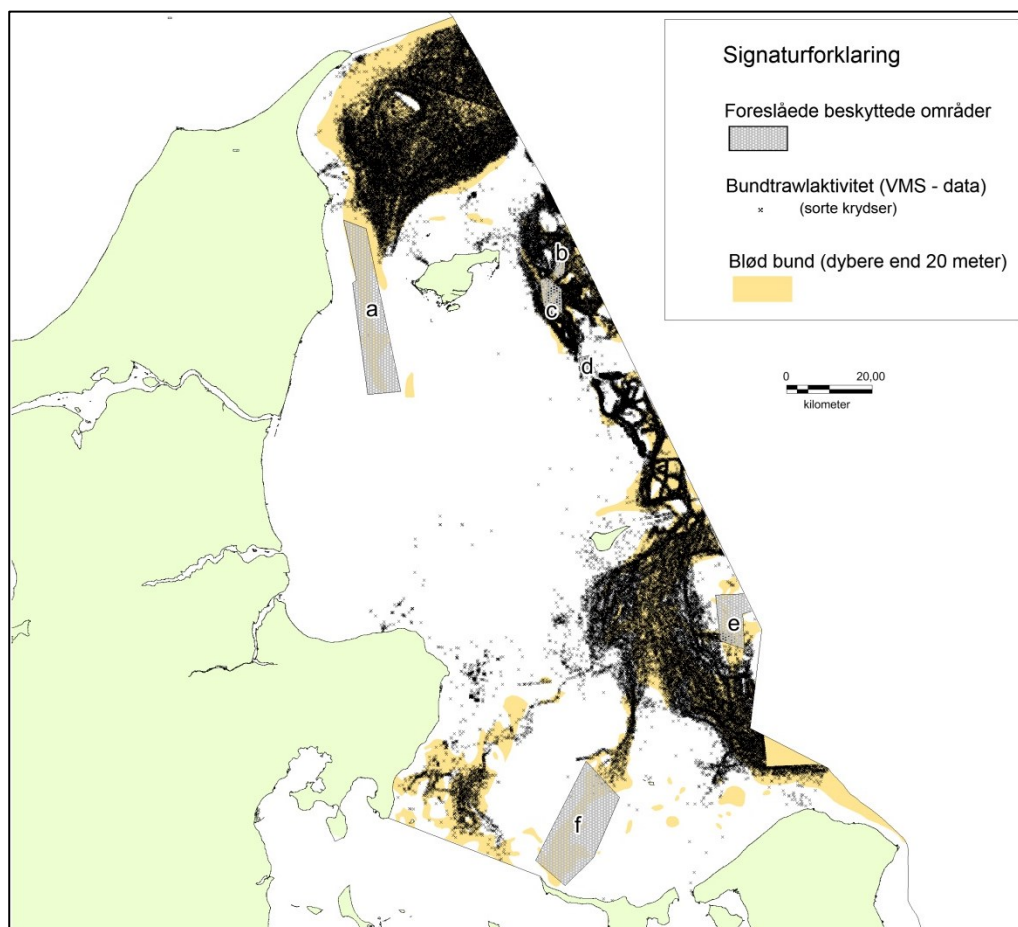 Signaturforklaring
Foreslåede beskyttede områder
Bundtrawlaktivitet (VMS - data)
(sorte krydser)
Blød bund (dybere end 20 meter)
a
b
c
d
0 20,00
kilometer
e
f